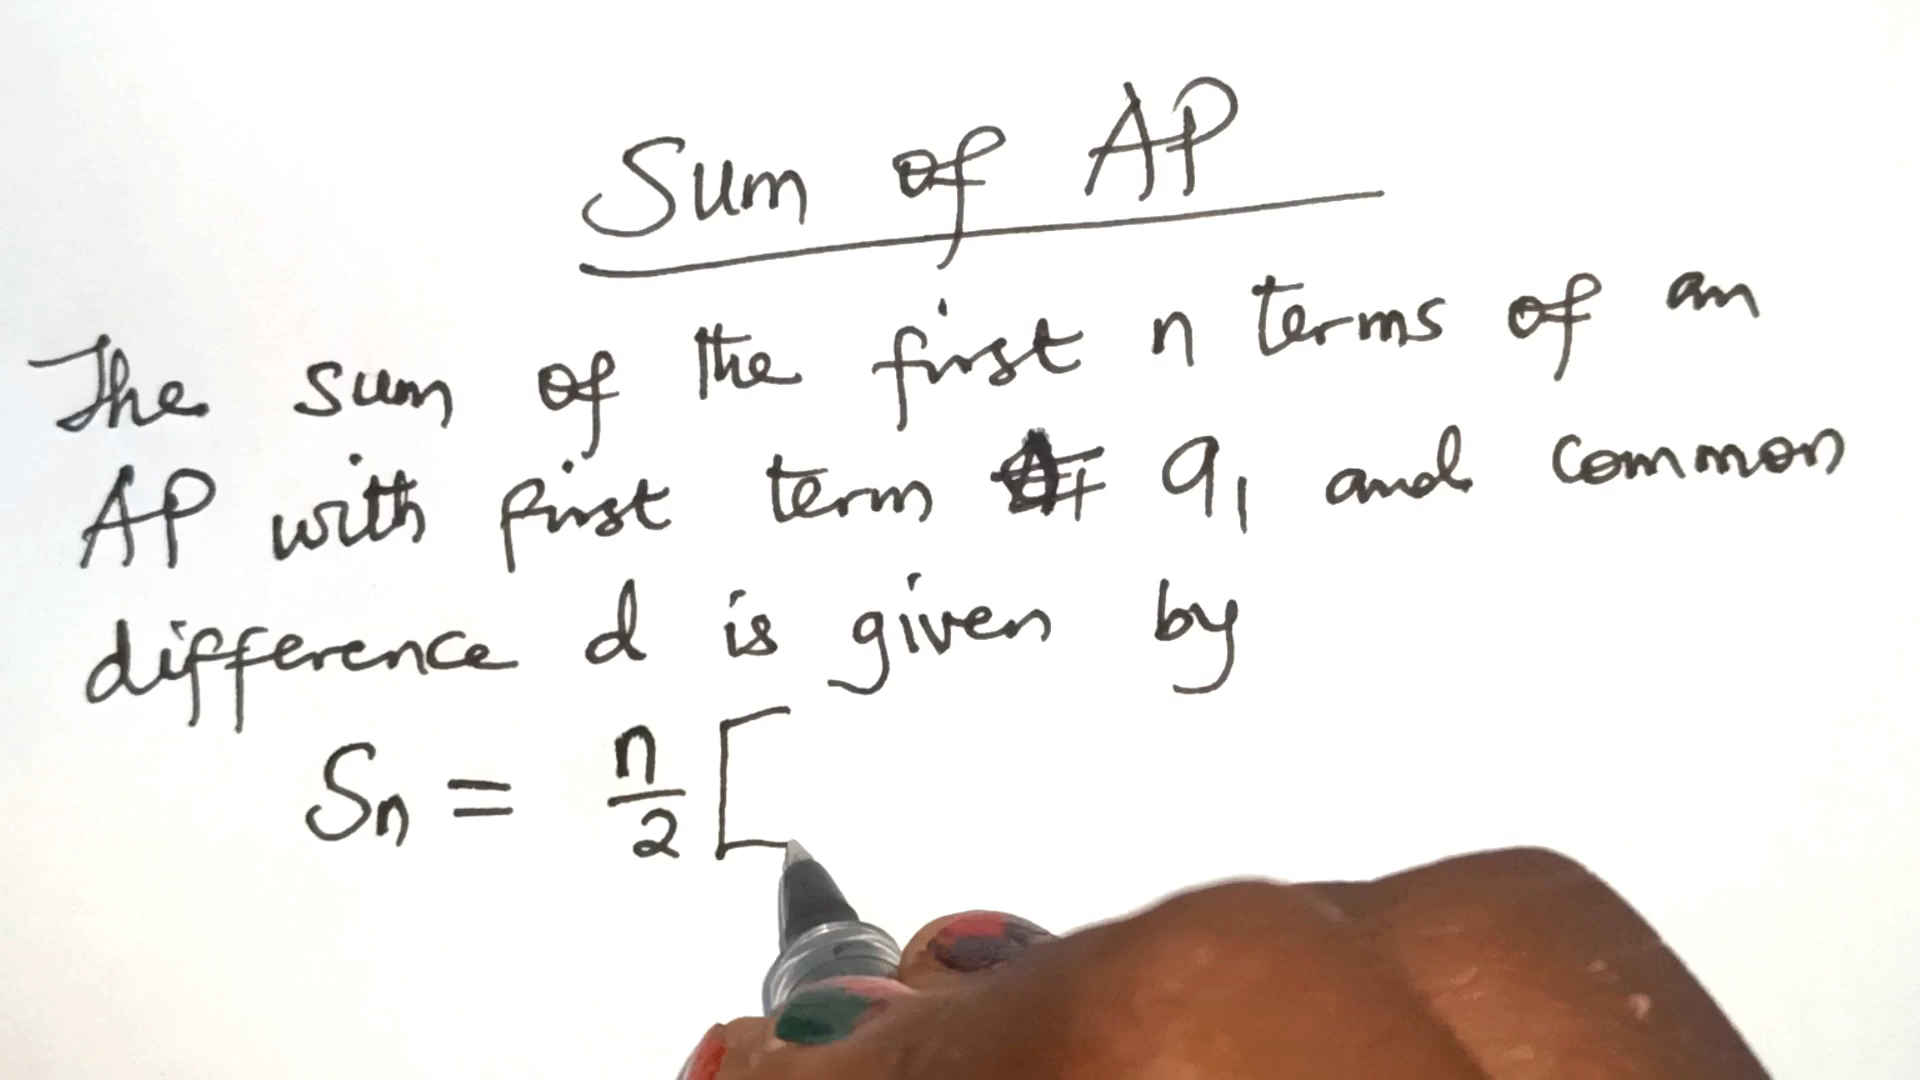 Sum of AP
The sum of the first n terms of an
AP with first term a₁ and common
difference d is given by
Sn = n/2 [